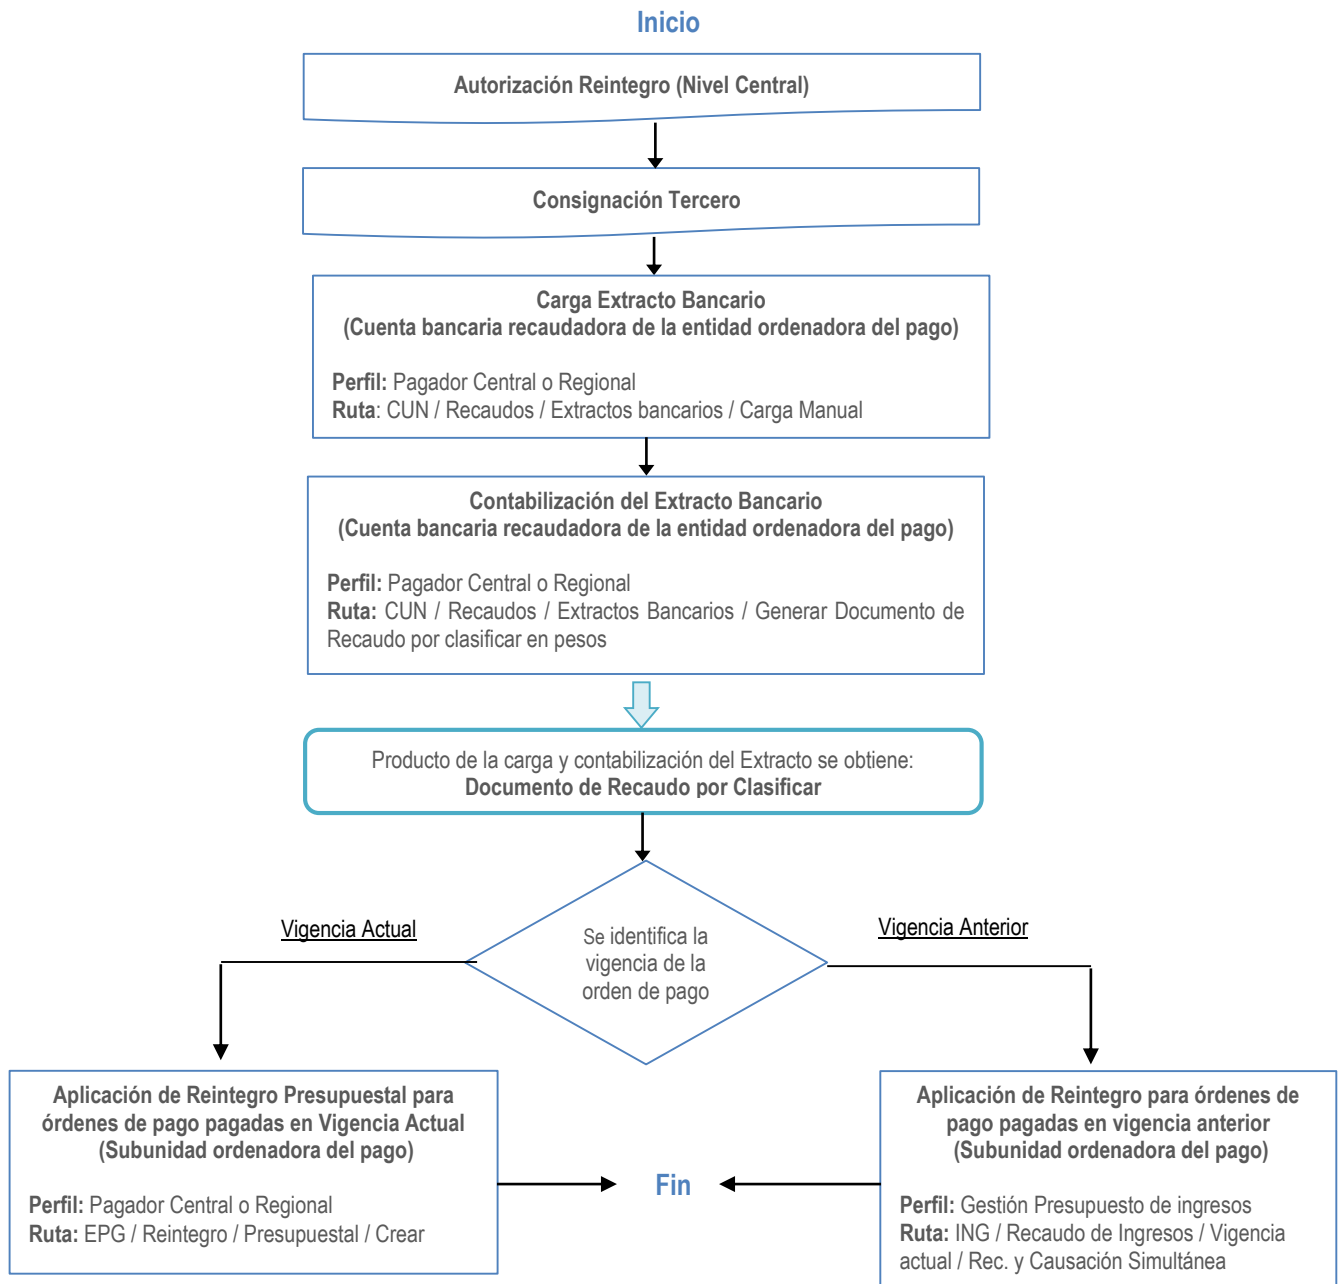 Inicio
Autorización Reintegro (Nivel Central)
Consignación Tercero
Carga Extracto Bancario
(Cuenta bancaria recaudadora de la entidad ordenadora del pago)
Perfil: Pagador Central o Regional
Ruta: CUN / Recaudos / Extractos bancarios / Carga Manual
Contabilización del Extracto Bancario
(Cuenta bancaria recaudadora de la entidad ordenadora del pago)
Perfil: Pagador Central o Regional
Ruta: CUN / Recaudos / Extractos Bancarios / Generar Documento de
Recaudo por clasificar en pesos
Producto de la carga y contabilización del Extracto se obtiene:
Documento de Recaudo por Clasificar
Se identifica la
vigencia de la
orden de pago
Vigencia Actual
Vigencia Anterior
Aplicación de Reintegro Presupuestal para
órdenes de pago pagadas en Vigencia Actual
(Subunidad ordenadora del pago)
Perfil: Pagador Central o Regional
Ruta: EPG / Reintegro / Presupuestal / Crear
Fin
Aplicación de Reintegro para órdenes de
pago pagadas en vigencia anterior
(Subunidad ordenadora del pago)
Perfil: Gestión Presupuesto de ingresos
Ruta: ING / Recaudo de Ingresos / Vigencia
actual / Rec. y Causación Simultánea